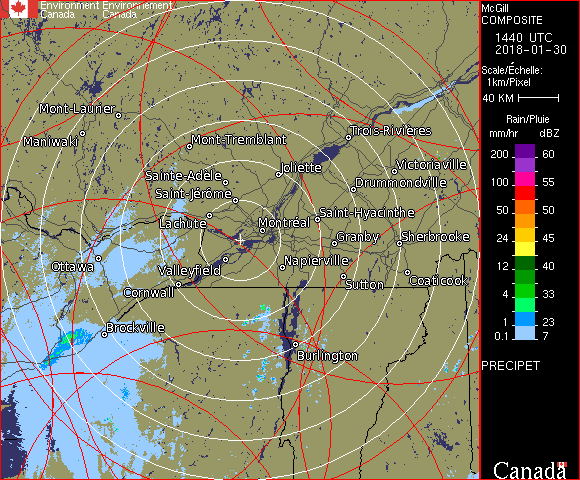 Environment Environnement
Canada Canada
Mont-Laurier
Maniwaki
Mont-Tremblant
Trois-Rivières
Joliette
Victoriaville
Sainte-Adèle
Drummondville
Saint-Jérôme
Lachute
Montréal
Saint-Hyacinthe
Granby
Sherbrooke
Ottawa
Valleyfield
Napierville
Cornwall
Sutton
Coaticook
Brockville
Burlington
McGill
COMPOSITE
1440 UTC
2018-01-30
Scale/Échelle:
1km/Pixel
40 KM
Rain/Pluie
mm/hr dBZ
200 60
55
100 55
50 50
24 45
12 40
4 33
1 23
0.1 7
PRECIPET
Canada